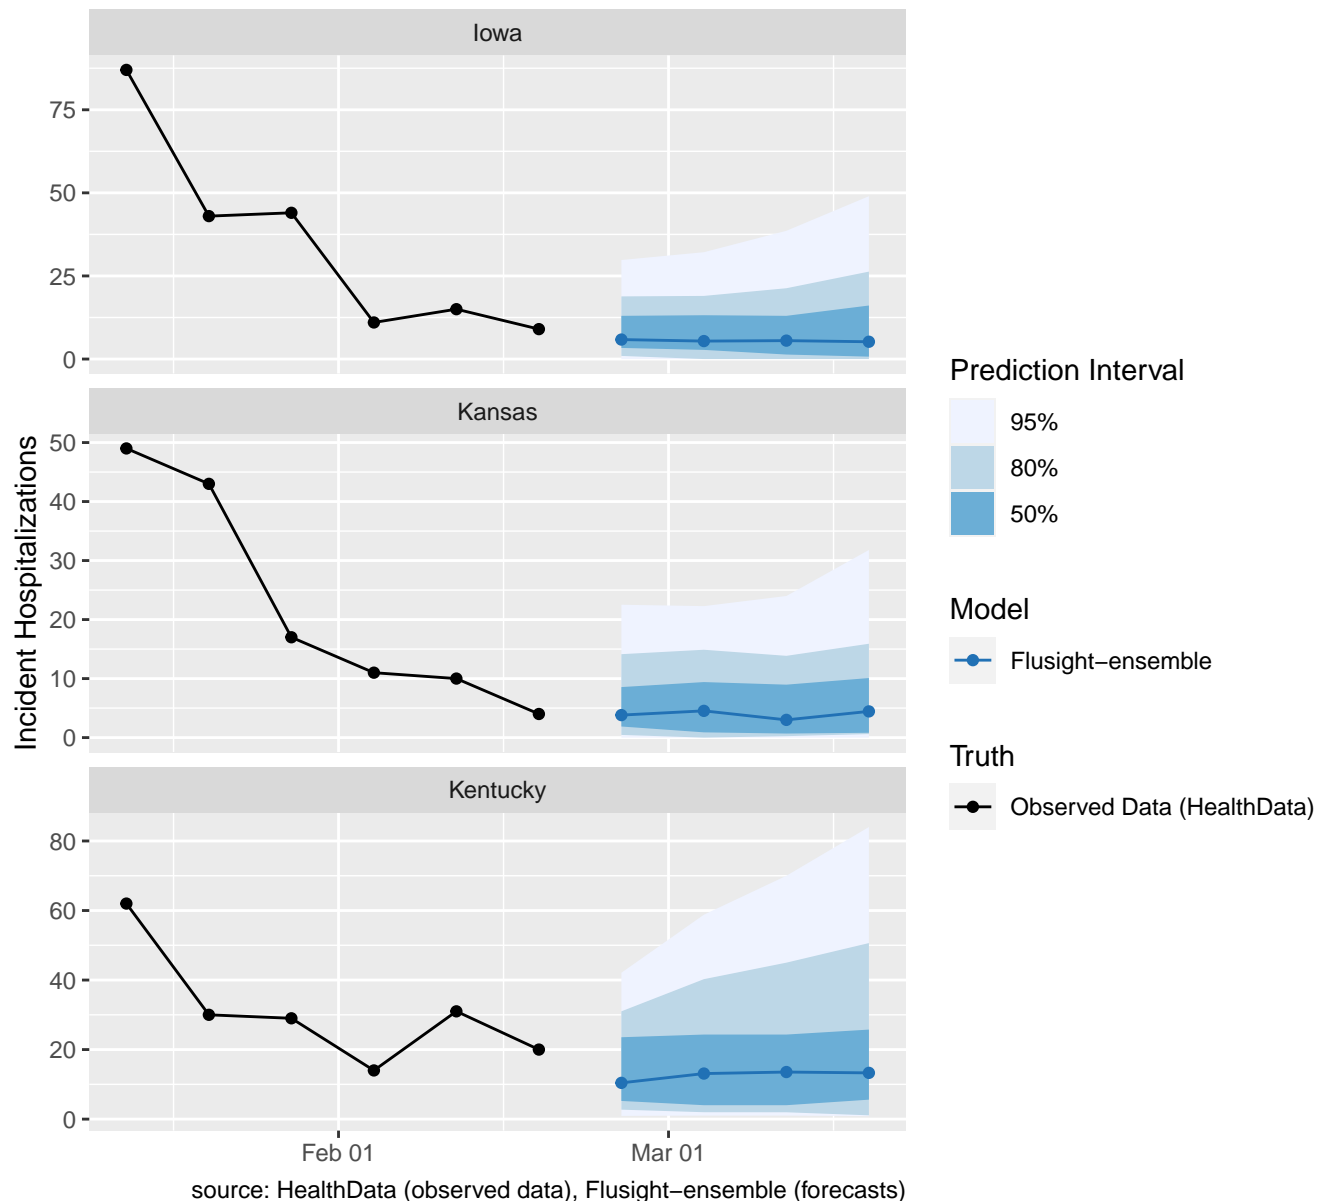 Iowa
75
50
25
0
Kansas
50
40
30
20
10
0
Kentucky
80
60
40
20
0
Incident Hospitalizations
Feb 01
Mar 01
source: HealthData (observed data), Flusight−ensemble (forecasts)
Prediction Interval
95%
80%
50%
Model
Flusight−ensemble
Truth
Observed Data (HealthData)